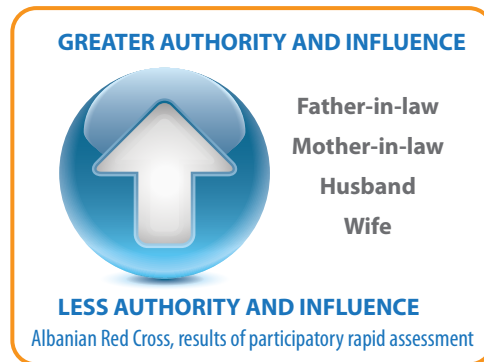 GREATER AUTHORITY AND INFLUENCE
Father-in-law
Mother-in-law
Husband
Wife
LESS AUTHORITY AND INFLUENCE
Albanian Red Cross, results of participatory rapid assessment